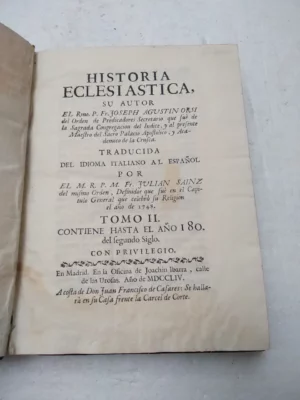 HISTORIA
ECLESIASTICA,
SU AUTOR
EL Rmo. P. Fr. JOSEPH AGUSTIN ORSI
del Orden de Predicadores: Secretario que fuè de
la Sagrada Congregacion del Indice, y al presente
Maestro del Sacro Palacio Apostolico; y Aca-
demico de la Crusca.
TRADUCIDA
DEL IDIOMA ITALIANO AL ESPAÑOL
POR
EL M. R. P. M. Fr. JULIAN SAINZ
del mismo Orden, Definidor que fuè en el Capi-
tulo General que celebrò su Religion
el año de 1748.
TOMO II.
CONTIENE HASTA EL AÑO 180.
del segundo Siglo.
CON PRIVILEGIO.
En Madrid. En la Oficina de Joachin Ibarra, calle
de las Urosas. Año de MDCCLIV.
A costa de Don Juan Francisco de Casares: Se halla-
rà en su Casa frente la Carcel de Corte.